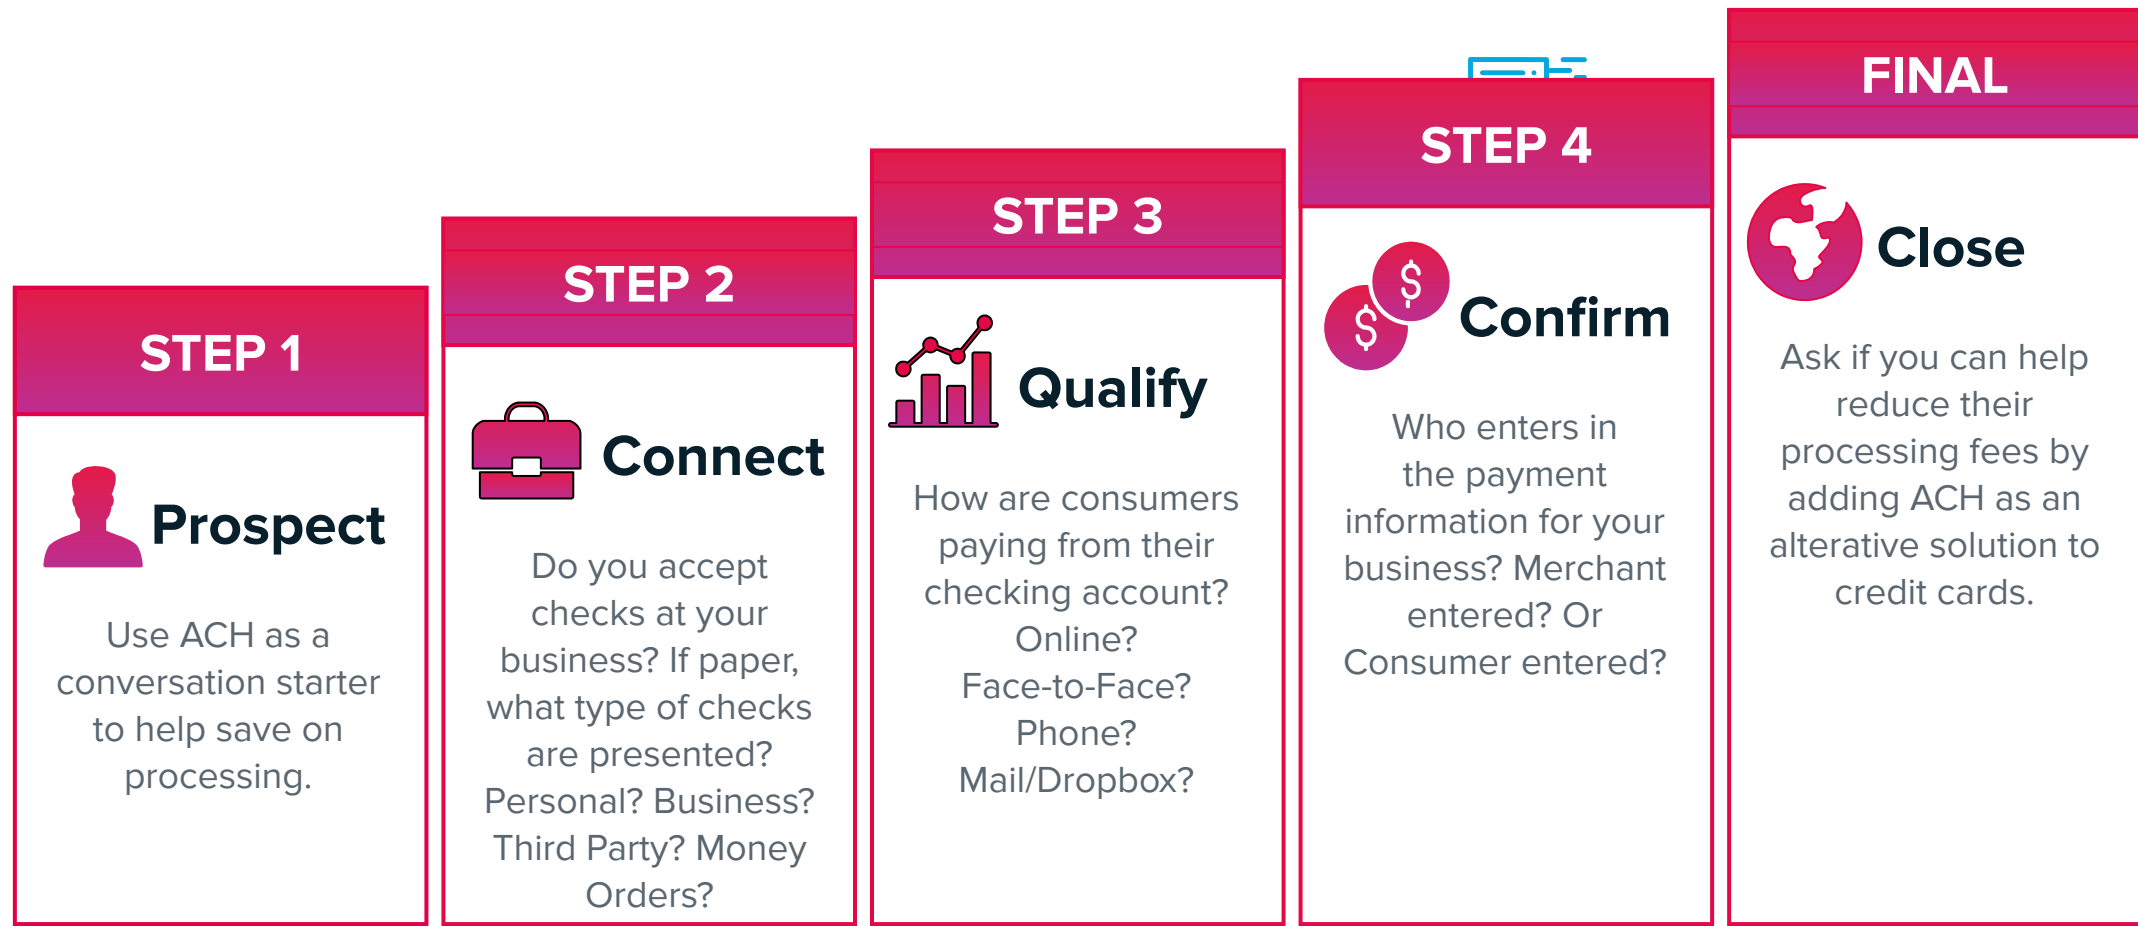 STEP 1
Prospect
Use ACH as a
conversation starter
to help save on
processing.
STEP 2
Connect
Do you accept
checks at your
business? If paper,
what type of checks
are presented?
Personal? Business?
Third Party? Money
Orders?
STEP 3
Qualify
How are consumers
paying from their
checking account?
Online?
Face-to-Face?
Phone?
Mail/Dropbox?
STEP 4
$
$
Confirm
Who enters in
the payment
information for your
business? Merchant
entered? Or
Consumer entered?
FINAL
Close
Ask if you can help
reduce their
processing fees by
adding ACH as an
alterative solution to
credit cards.